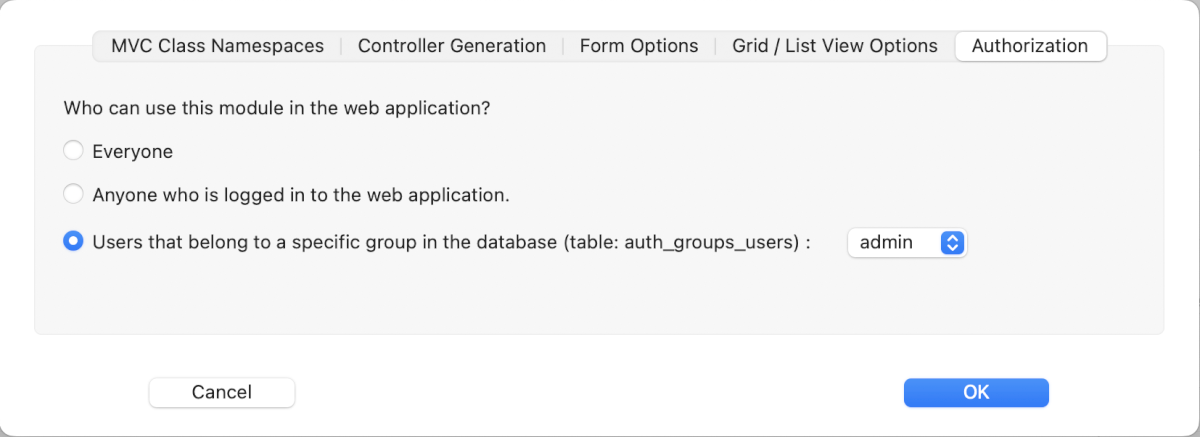 MVC Class Namespaces Controller Generation Form Options Grid / List View Options Authorization
Who can use this module in the web application?
Everyone
Anyone who is logged in to the web application.
Users that belong to a specific group in the database (table: auth_groups_users) : admin
Cancel OK